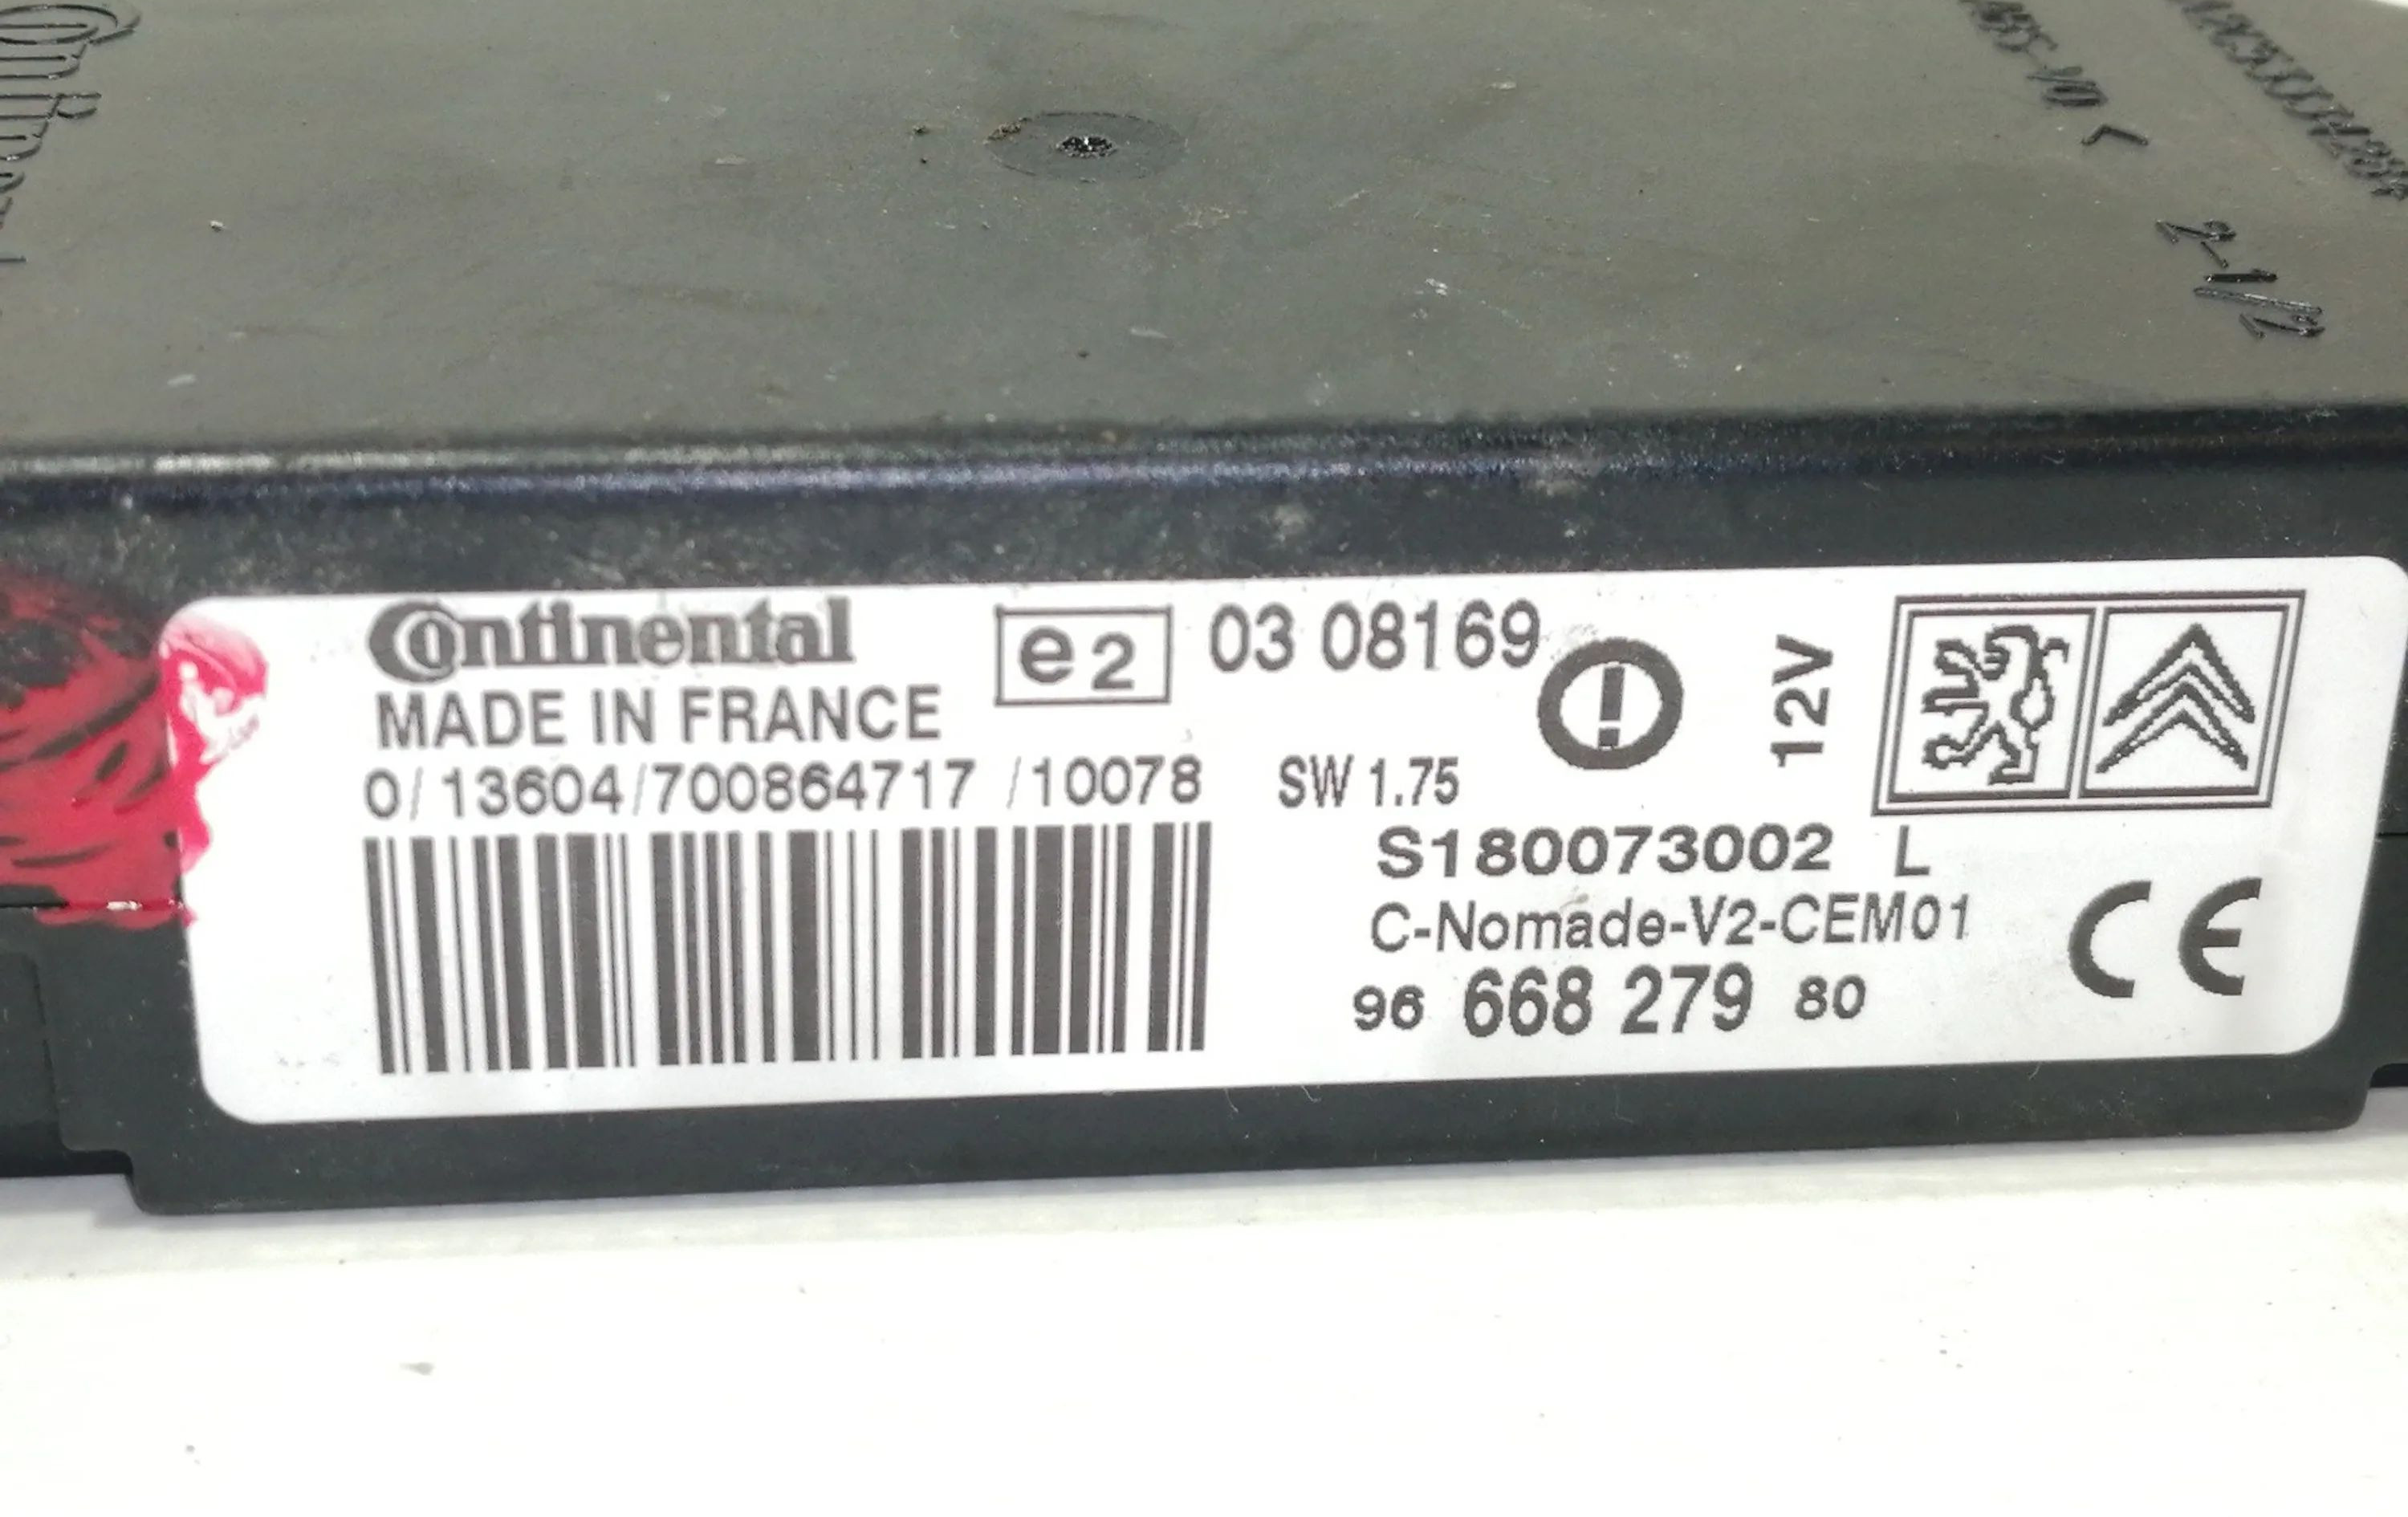 2-1/2
Continental
MADE IN FRANCE
e2 03 08169
12V
0/13604/700864717 /10078 SW 1.75
S180073002 L
C-Nomade-V2-CEM01
96 668 279 80
CE